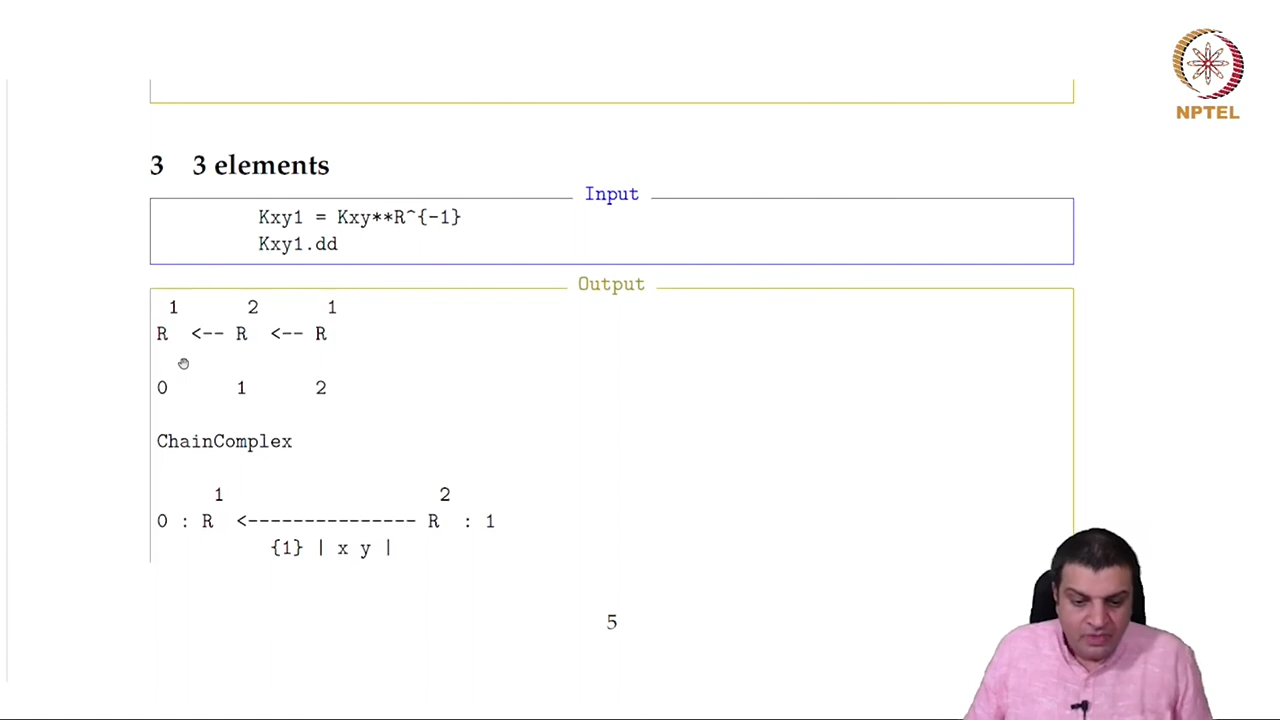 NPTEL
3 3 elements
Input
Kxy1 = Kxy**R^{-1}
Kxy1.dd
Output
1 2 1
R <-- R <-- R
0 1 2
ChainComplex
1 2
0 : R <--------------- R : 1
{1} | x y |
5